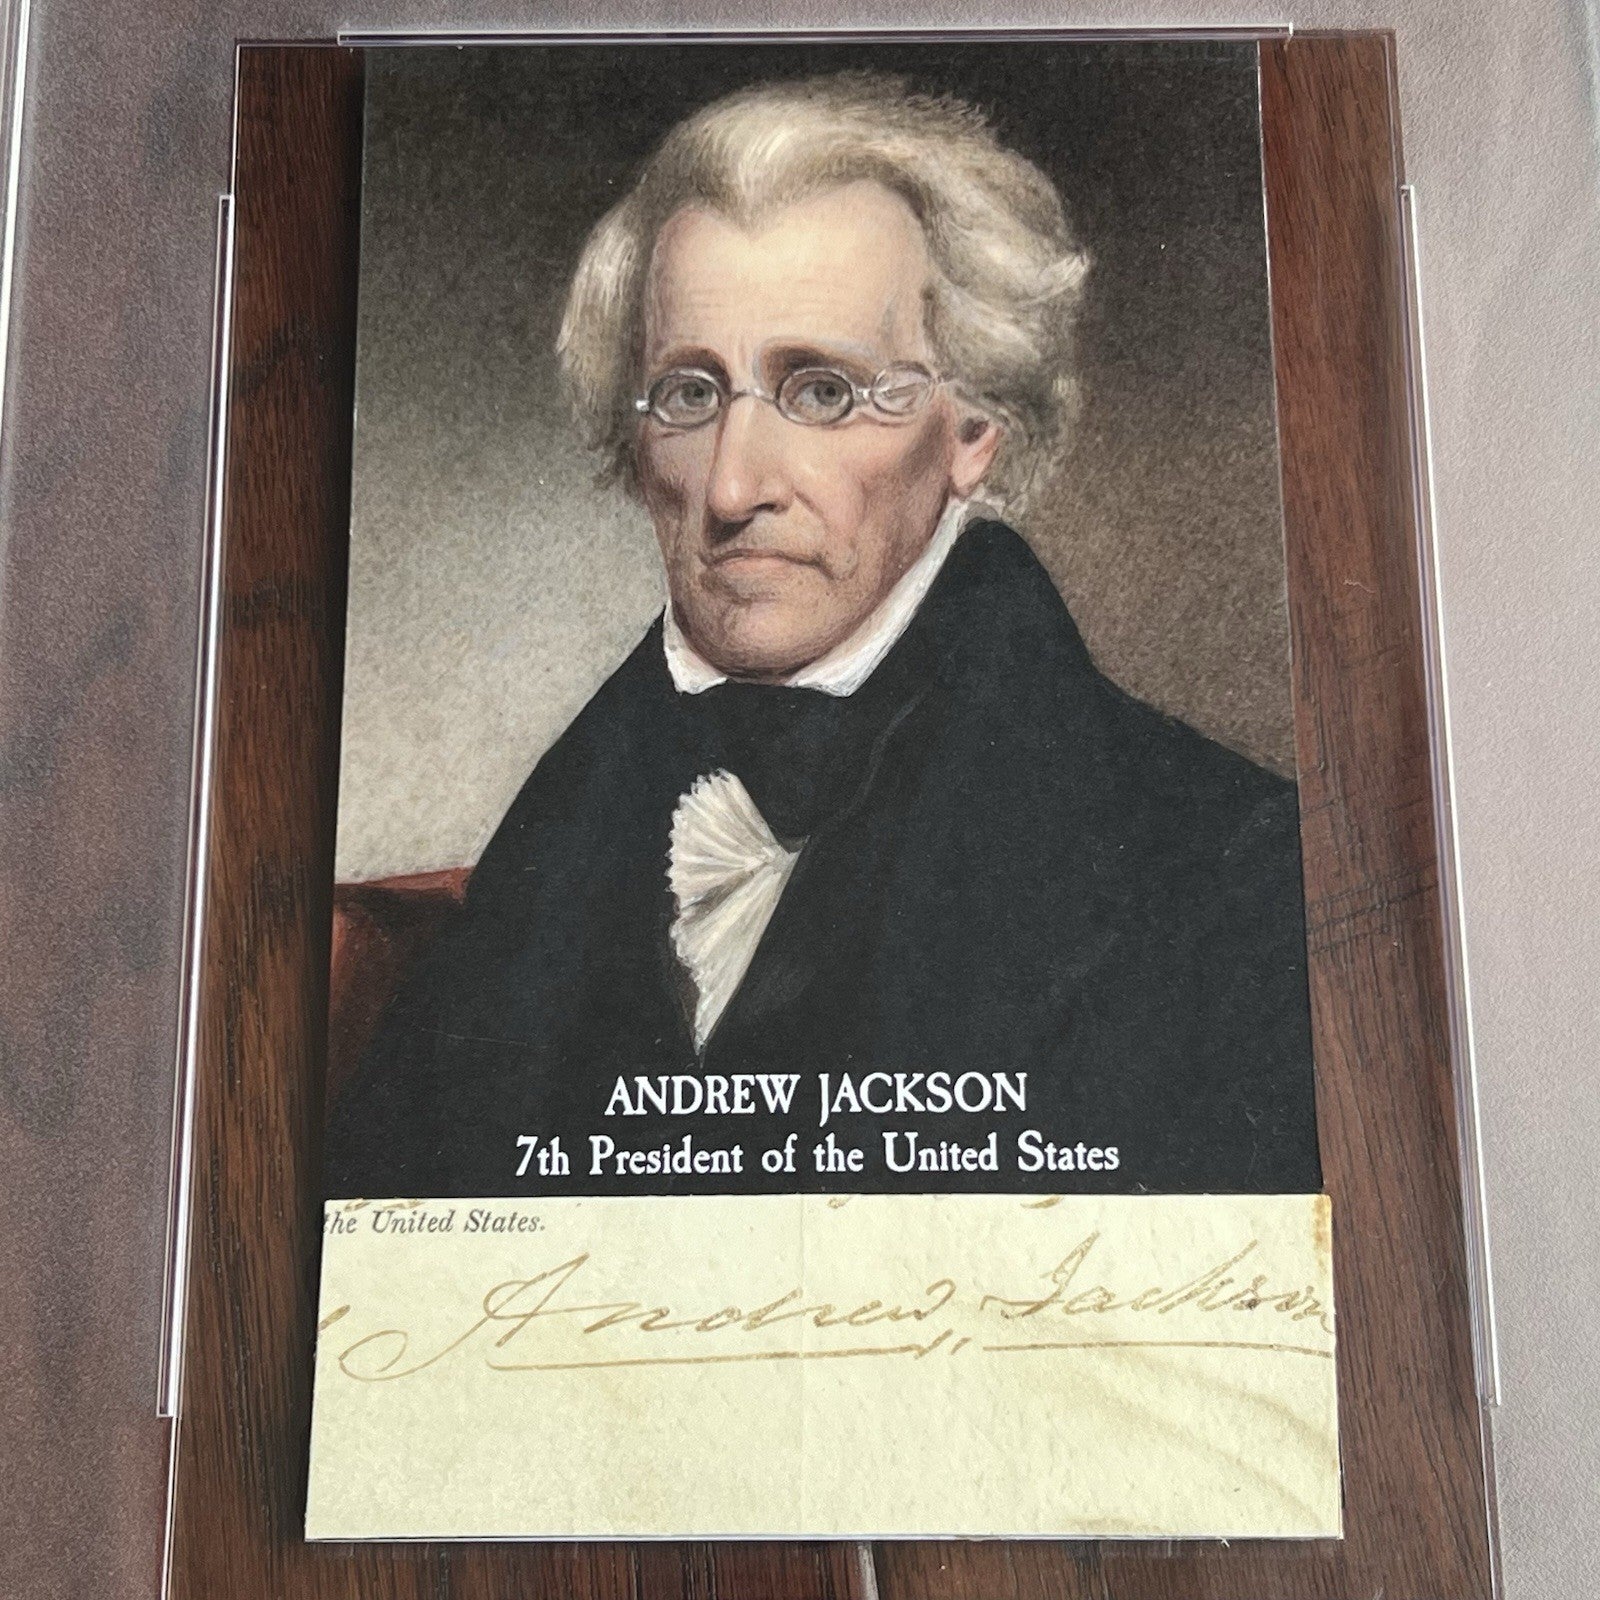 ANDREW JACKSON
7th President of the United States
the United States.
Andrew Jackson